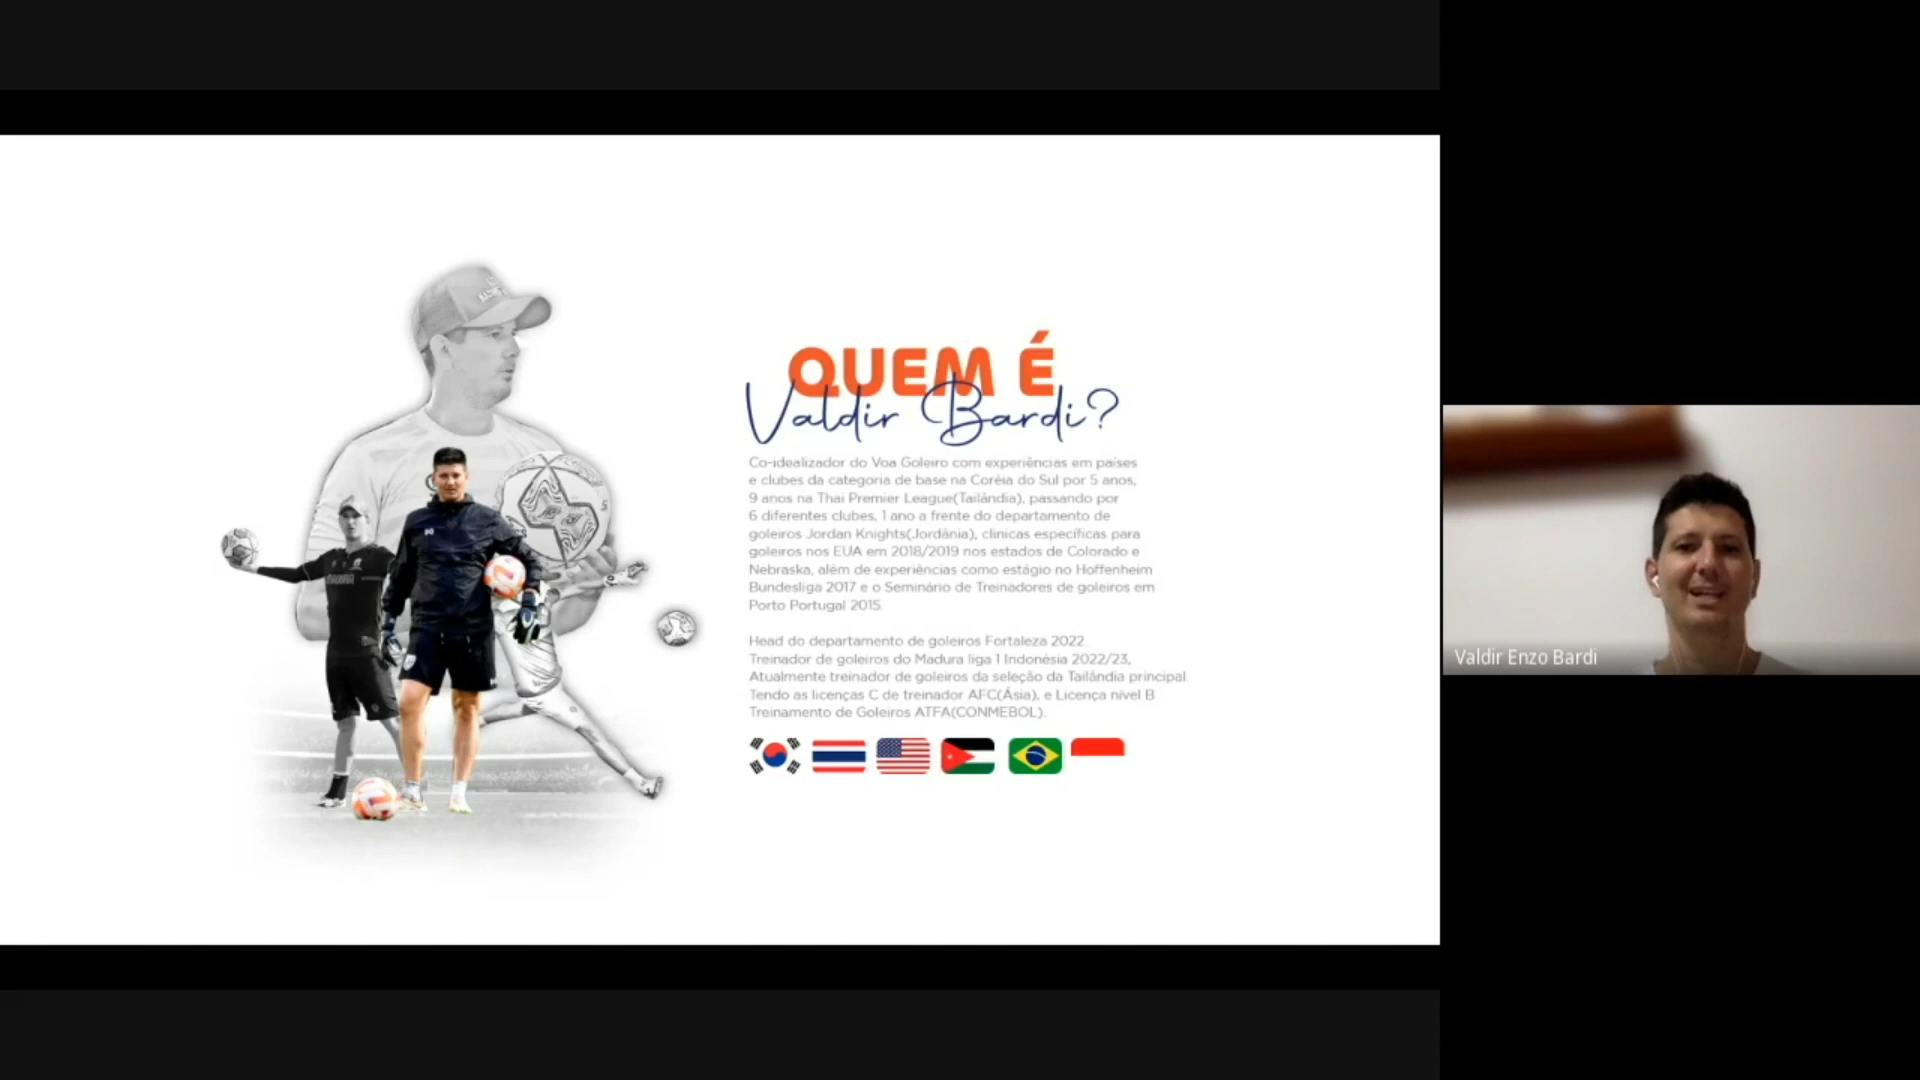 QUEM É
Valdir Bardi?
Co-idealizador do Voa Goleiro com experiências em países
e clubes da categoria de base na Coréia do Sul por 5 anos,
9 anos na Thai Premier League(Tailândia), passando por
6 diferentes clubes, 1 ano a frente do departamento de
goleiros Jordan Knights(Jordânia), clinicas específicas para
goleiros nos EUA em 2018/2019 nos estados de Colorado e
Nebraska, além de experiências como estágio no Hoffenheim
Bundesliga 2017 e o Seminário de Treinadores de goleiros em
Porto Portugal 2015.
Head do departamento de goleiros Fortaleza 2022.
Treinador de goleiros do Madura liga 1 Indonésia 2022/23,
Atualmente treinador de goleiros da seleção da Tailândia principal.
Tendo as licenças C de treinador AFC(Ásia), e Licença nível B
Treinamento de Goleiros ATFA(CONMEBOL).
Valdir Enzo Bardi